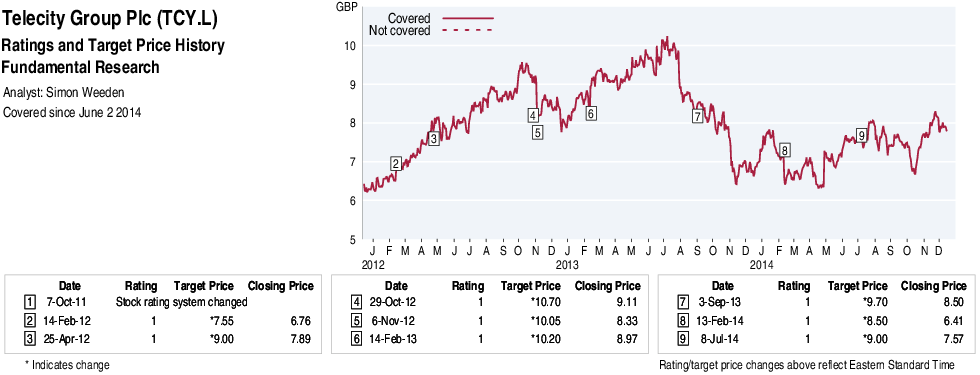 Telecity Group Plc (TCY.L)
Ratings and Target Price History
Fundamental Research
Analyst: Simon Weeden
Covered since June 2 2014
GBP
Covered
Not covered
10
9
8
7
6
5
1 2 3 4 5 6 7 8 9
J F M A M J J A S O N D J F M A M J J A S O N D J F M A M J J A S O N D
2012 2013 2014
Date Rating Target Price Closing Price
1 7-Oct-11 Stock rating system changed
2 14-Feb-12 1 *7.55 6.76
3 25-Apr-12 1 *9.00 7.89
Date Rating Target Price Closing Price
4 29-Oct-12 1 *10.70 9.11
5 6-Nov-12 1 *10.05 8.33
6 14-Feb-13 1 *10.20 8.97
Date Rating Target Price Closing Price
7 3-Sep-13 1 *9.70 8.50
8 13-Feb-14 1 *8.50 6.41
9 8-Jul-14 1 *9.00 7.57
* Indicates change
Rating/target price changes above reflect Eastern Standard Time